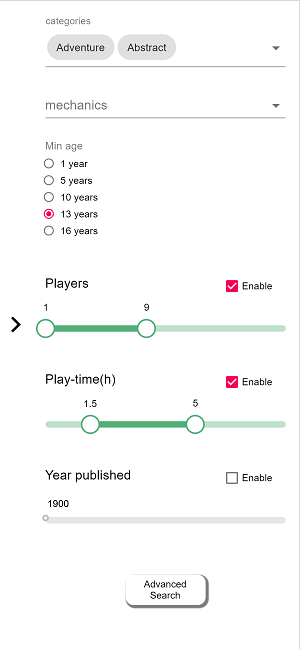 categories
Adventure Abstract
mechanics
Min age
1 year
5 years
10 years
13 years
16 years
Players Enable
1 9
Play-time(h) Enable
1.5 5
Year published Enable
1900
Advanced
Search